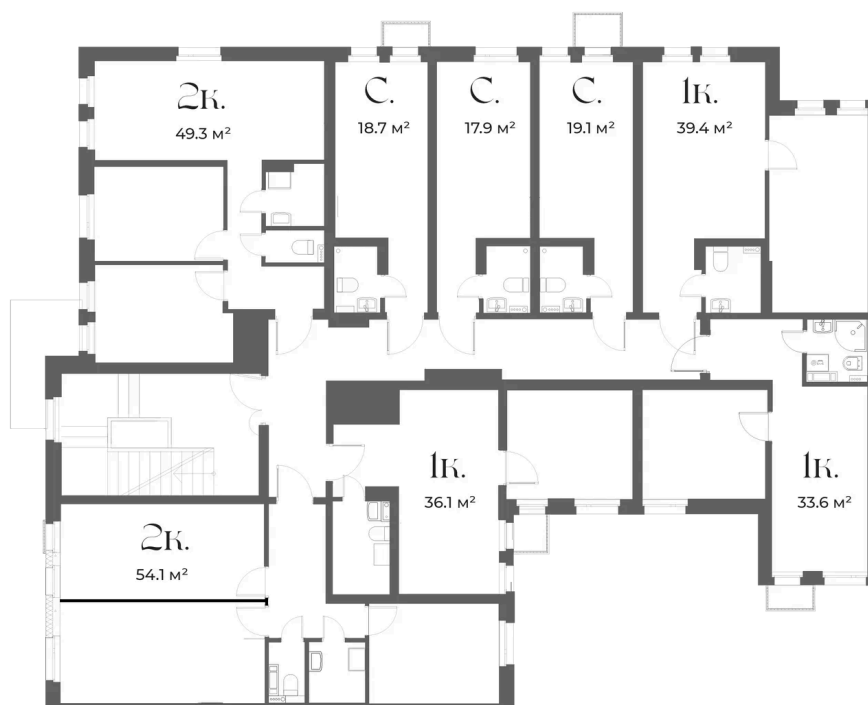 2к.
49.3 м²
С.
18.7 м²
С.
17.9 м²
С.
19.1 м²
1к.
39.4 м²
1к.
36.1 м²
1к.
33.6 м²
2к.
54.1 м²